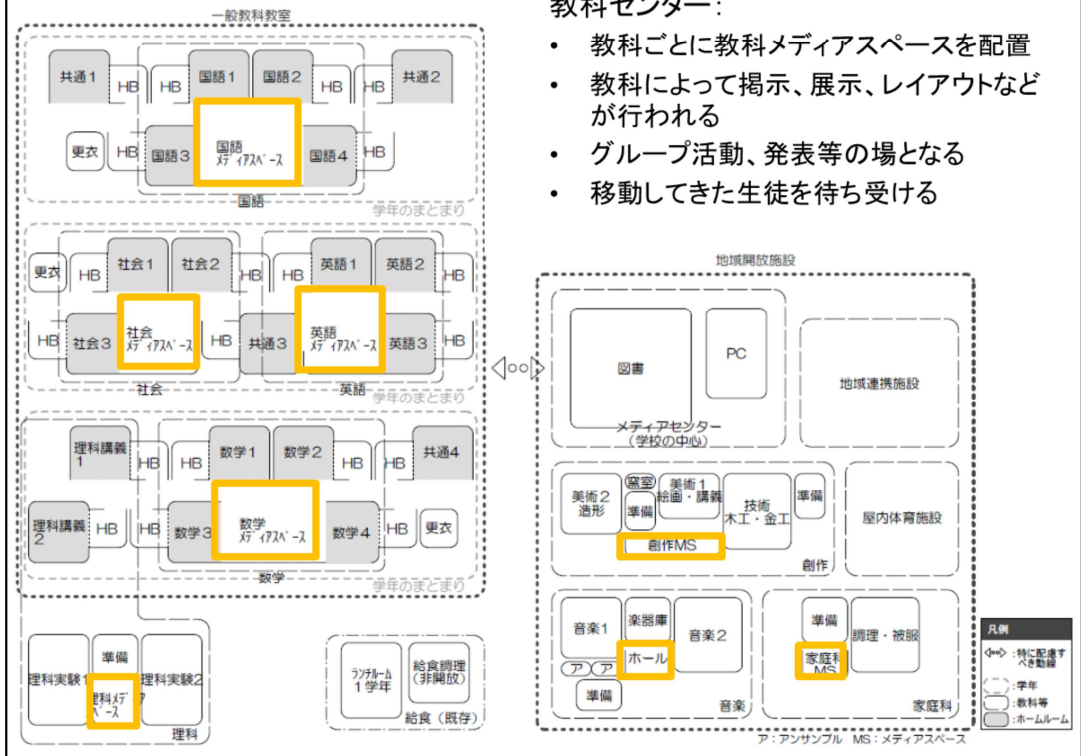 一般教科教室
教科センター：
• 教科ごとに教科メディアスペースを配置
• 教科によって掲示、展示、レイアウトなど
が行われる
• グループ活動、発表等の場となる
• 移動してきた生徒を待ち受ける
共通1 HB HB 国語1 国語2 HB HB 共通2
更衣 HB 国語3 国語 国語4 HB
メディアスペース
国語
学年のまとまり
更衣 HB 社会1 社会2 HB HB 英語1 英語2 HB
HB 社会3 社会 HB 共通3 英語 英語3 HB
メディアスペース メディアスペース
社会 英語
学年のまとまり
理科講義 HB HB 数学1 数学2 HB HB 共通4
1
理科講義 HB HB 数学3 数学 数学4 HB 更衣
2 メディアスペース
数学
学年のまとまり
理科実験1 準備 理科実験2
理科メディア
スペース
理科
ランチルーム 給食調理
1学年 （非開放）
給食（既存）
地域開放施設
図書 PC
メディアセンター
（学校の中心）
地域連携施設
美術2 窯室 美術1 技術 準備
造形 準備 絵画・講義 木工・金工
創作MS
創作
屋内体育施設
音楽1 楽器庫 音楽2
ホール
ア ア
準備
音楽
準備 調理・被服
家庭科
MS
家庭科
凡例
：特に配慮す
べき動線
：学年
：教科等
：ホームルーム
ア：アンサンブル MS：メディアスペース